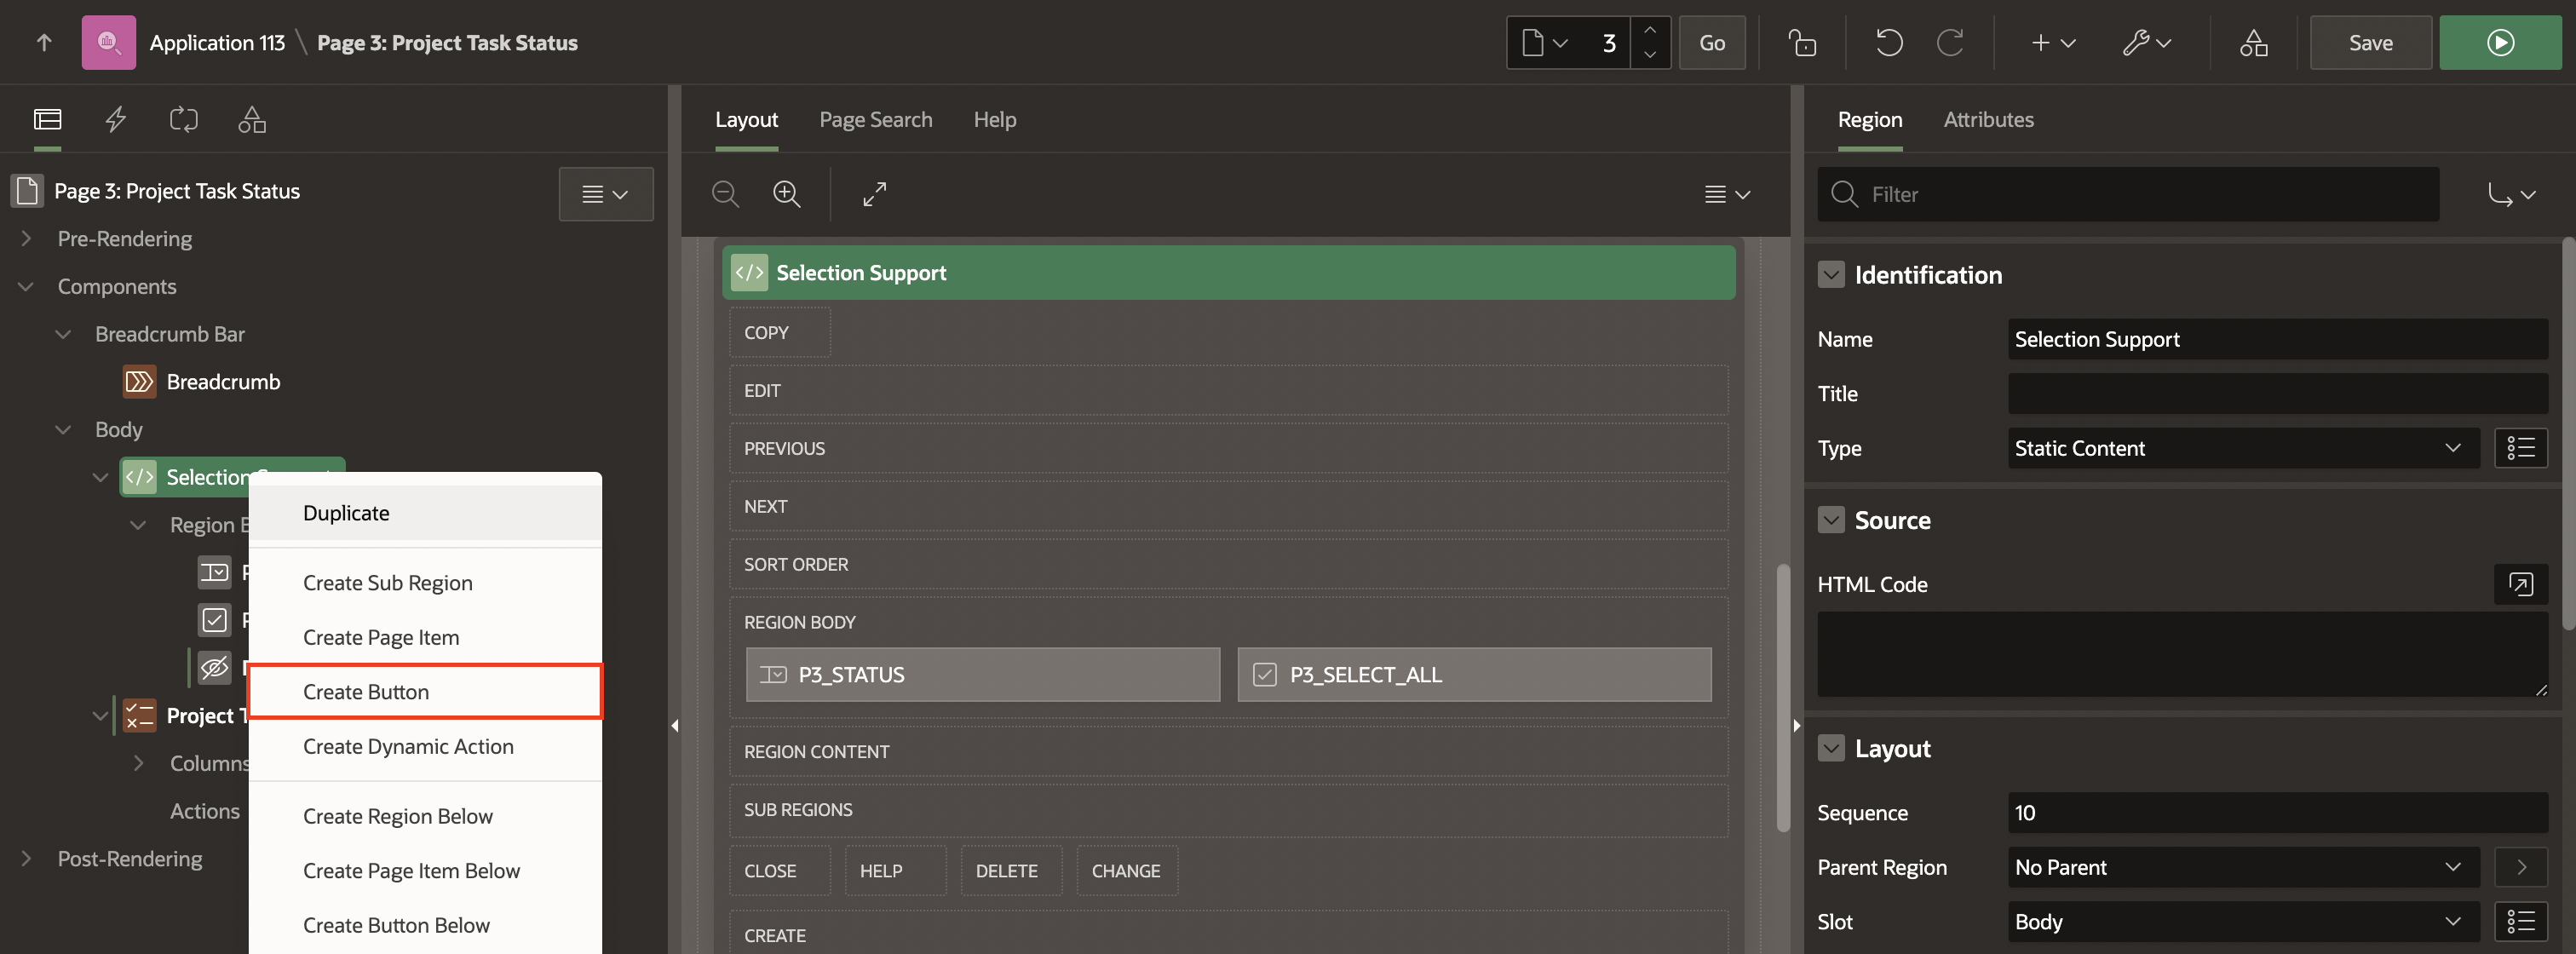 Application 113 \ Page 3: Project Task Status
3
Go
Save
Layout
Page Search
Help
Region
Attributes
Page 3: Project Task Status
Pre-Rendering
Components
Breadcrumb Bar
Breadcrumb
Body
Selection
Region
Project
Columns
Actions
Post-Rendering
Duplicate
Create Sub Region
Create Page Item
Create Button
Create Dynamic Action
Create Region Below
Create Page Item Below
Create Button Below
Selection Support
COPY
EDIT
PREVIOUS
NEXT
SORT ORDER
REGION BODY
P3_STATUS
P3_SELECT_ALL
REGION CONTENT
SUB REGIONS
CLOSE
HELP
DELETE
CHANGE
CREATE
Filter
Identification
Name
Selection Support
Title
Type
Static Content
Source
HTML Code
Layout
Sequence
10
Parent Region
No Parent
Slot
Body